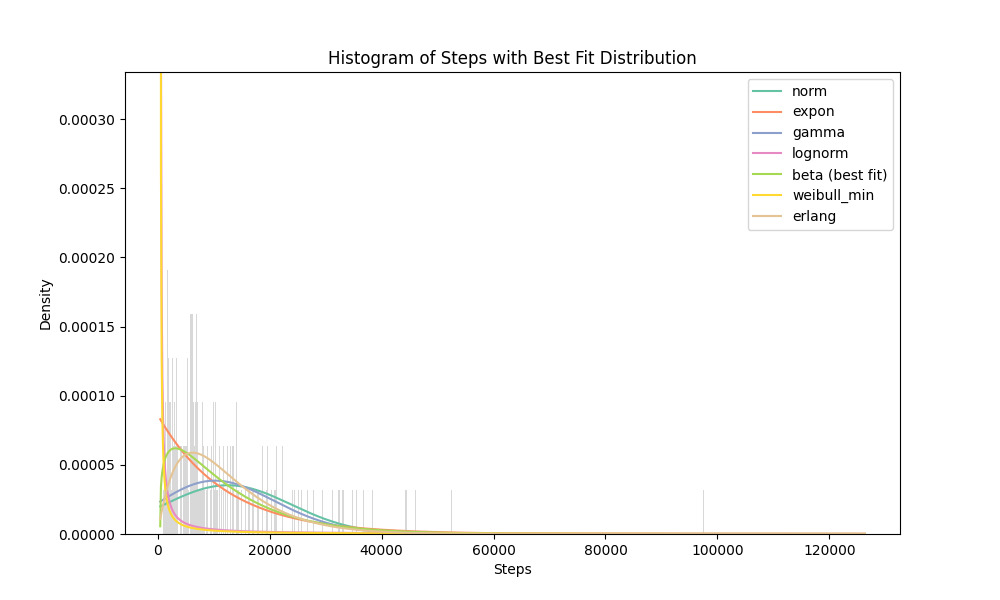 Histogram of Steps with Best Fit Distribution
norm
expon
gamma
lognorm
beta (best fit)
weibull_min
erlang
Density
0.00030
0.00025
0.00020
0.00015
0.00010
0.00005
0.00000
0
20000
40000
60000
80000
100000
120000
Steps